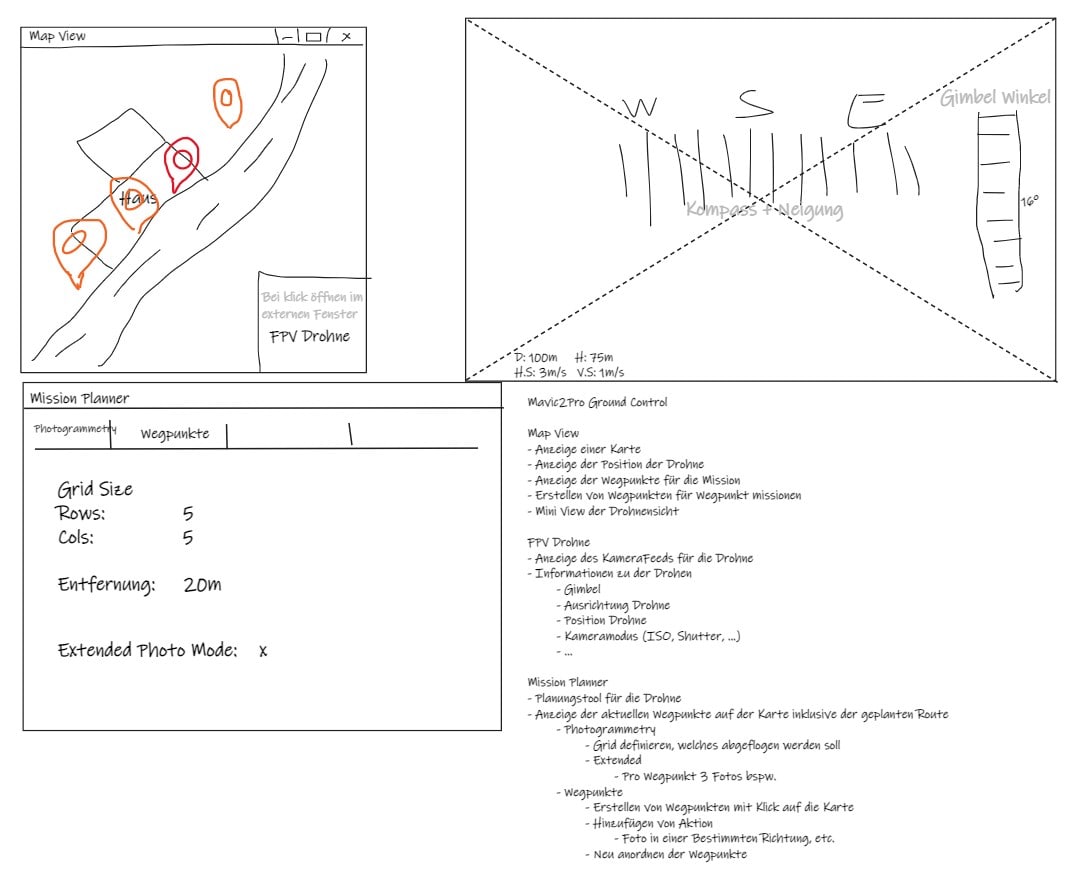 Map View
Haus
Bei klick öffnen im
externen Fenster
FPV Drohne
W S E
Gimbel Winkel
Kompass + Neigung
16°
D: 100m H: 75m
H.S: 3m/s V.S: 1m/s
Mission Planner
Photogrammetry Wegpunkte
Grid Size
Rows: 5
Cols: 5
Entfernung: 20m
Extended Photo Mode: x
Mavic2Pro Ground Control
Map View
- Anzeige einer Karte
- Anzeige der Position der Drohne
- Anzeige der Wegpunkte für die Mission
- Erstellen von Wegpunkten für Wegpunkt missionen
- Mini View der Drohnensicht
FPV Drohne
- Anzeige des KameraFeeds für die Drohne
- Informationen zu der Drohen
- Gimbel
- Ausrichtung Drohne
- Position Drohne
- Kameramodus (ISO, Shutter, ...)
- ...
Mission Planner
- Planungstool für die Drohne
- Anzeige der aktuellen Wegpunkte auf der Karte inklusive der geplanten Route
- Photogrammetry
- Grid definieren, welches abgeflogen werden soll
- Extended
- Pro Wegpunkt 3 Fotos bspw.
- Wegpunkte
- Erstellen von Wegpunkten mit Klick auf die Karte
- Hinzufügen von Aktion
- Foto in einer Bestimmten Richtung, etc.
- Neu anordnen der Wegpunkte